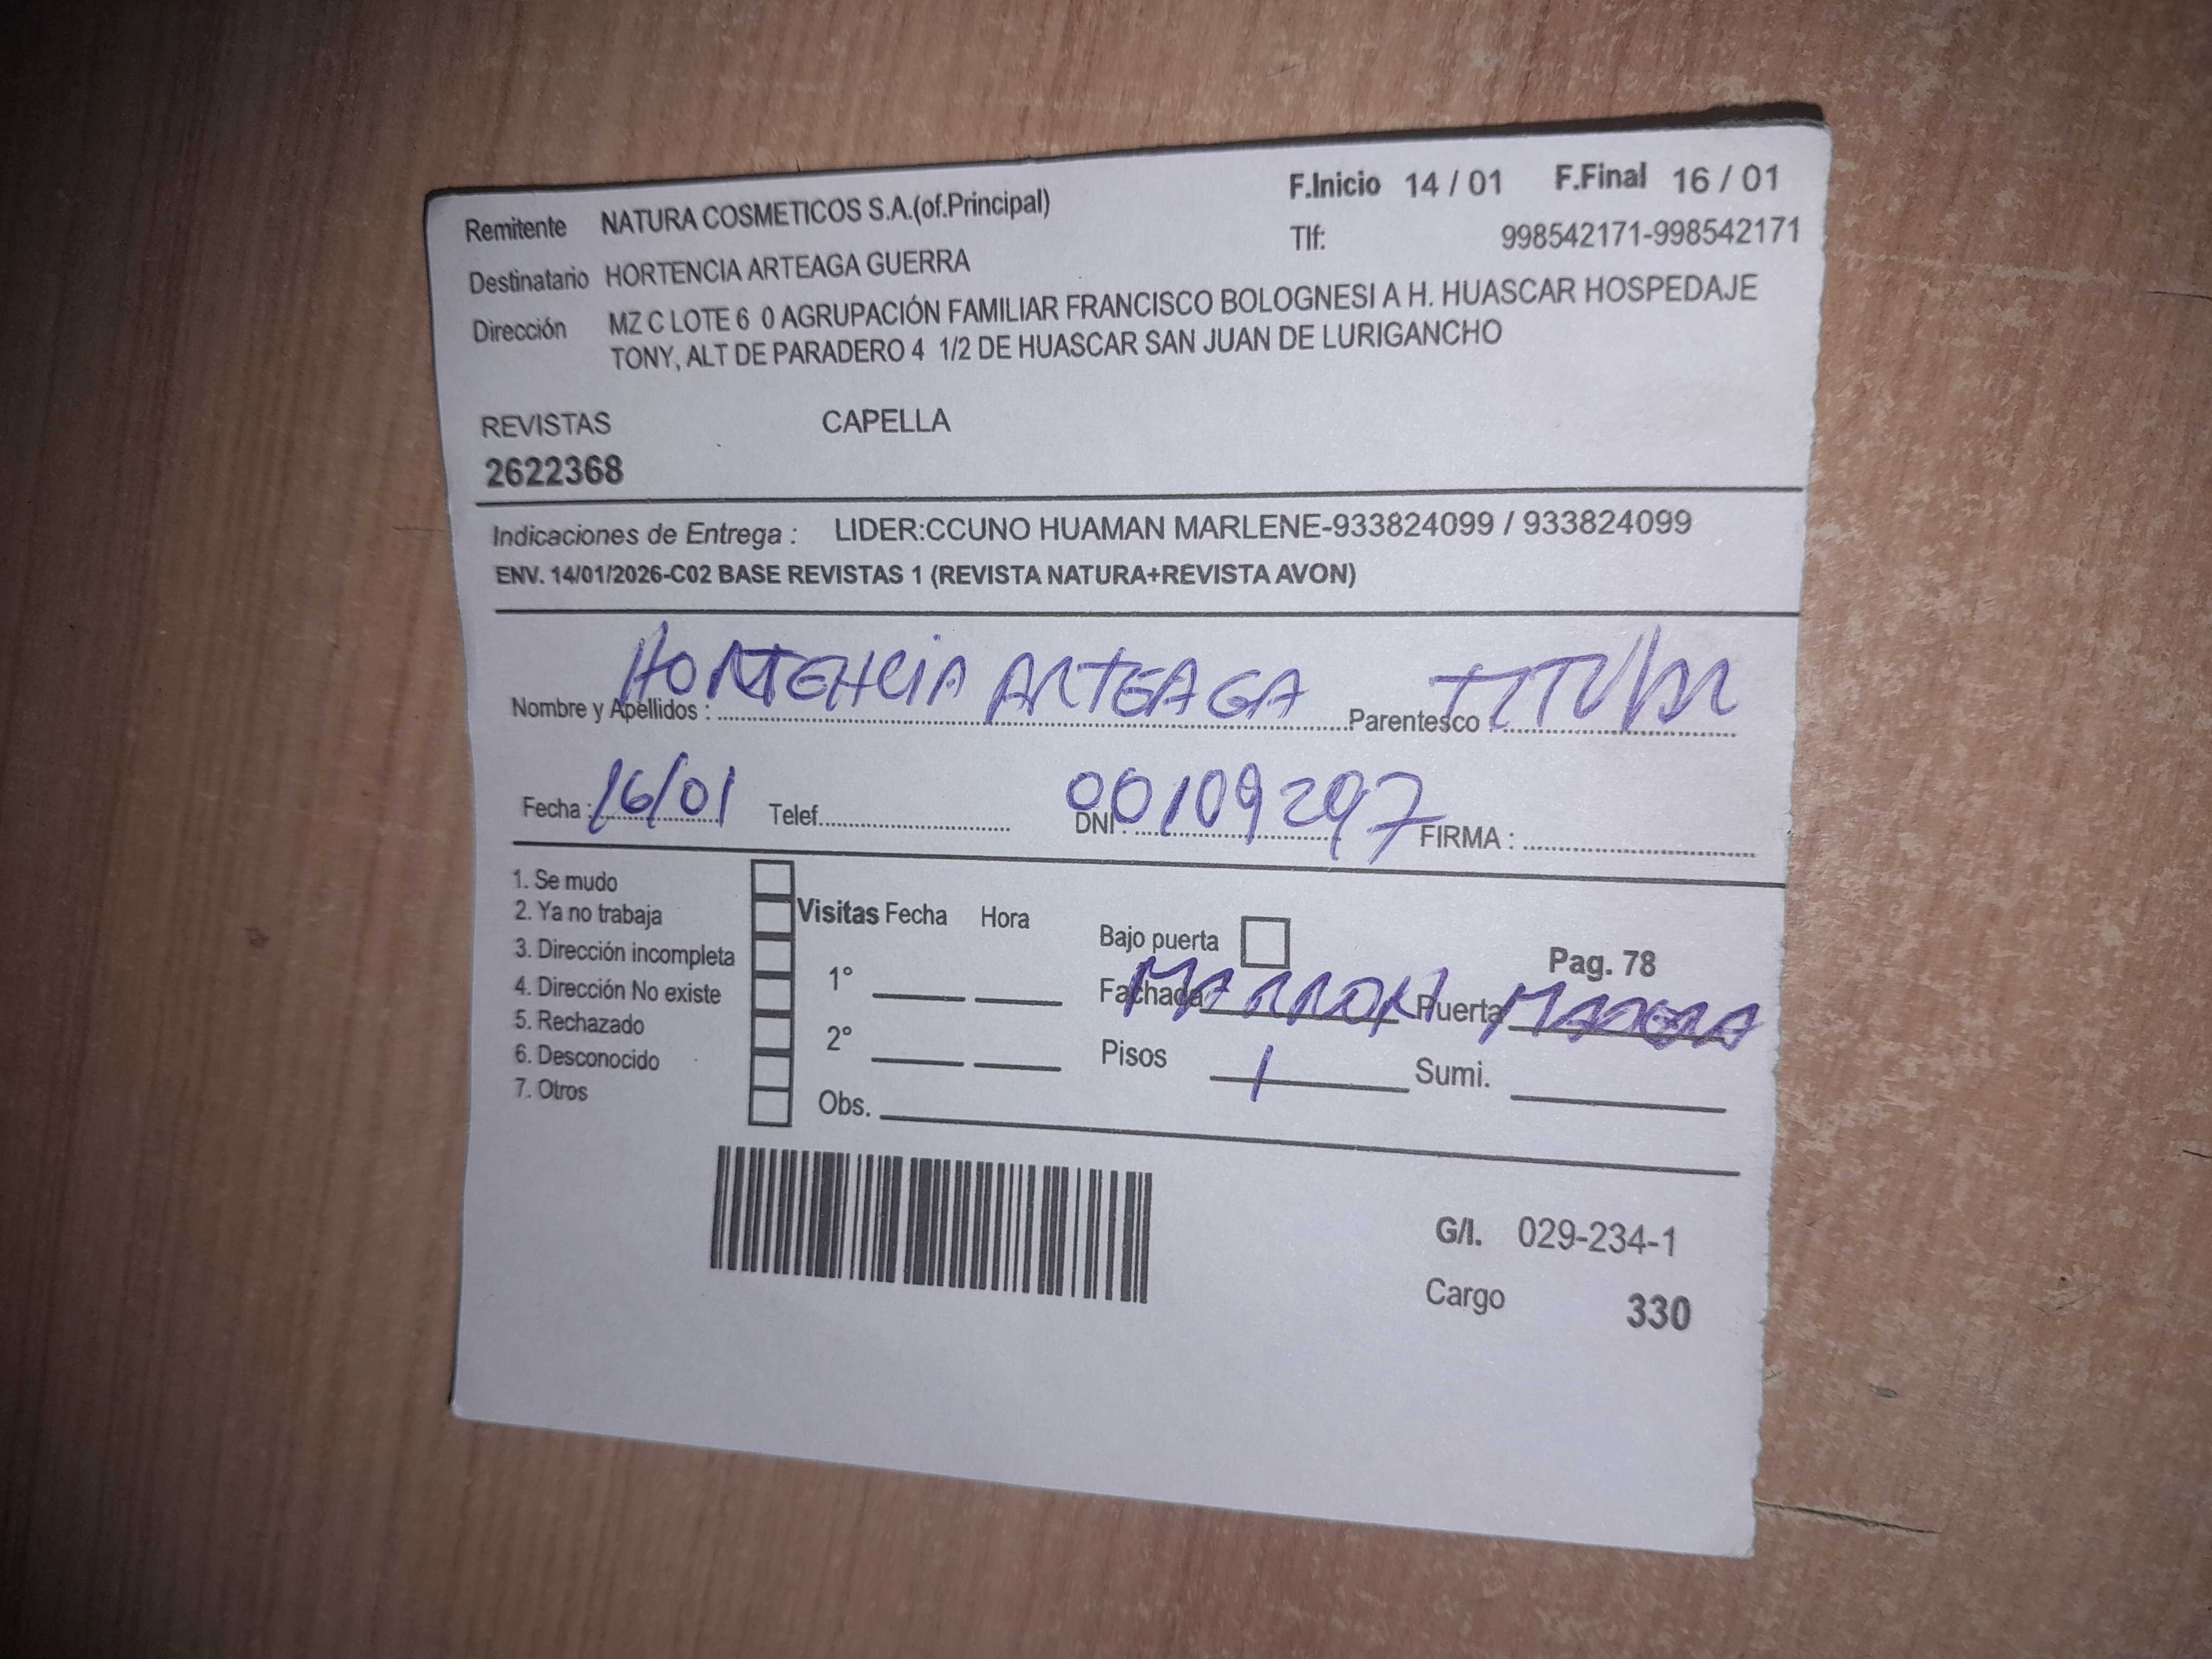 Remitente NATURA COSMETICOS S.A.(of.Principal) F.Inicio 14 / 01 F.Final 16 / 01
Destinatario HORTENCIA ARTEAGA GUERRA Tlf: 998542171-998542171
Dirección MZ C LOTE 6 0 AGRUPACIÓN FAMILIAR FRANCISCO BOLOGNESI A H. HUASCAR HOSPEDAJE
TONY, ALT DE PARADERO 4 1/2 DE HUASCAR SAN JUAN DE LURIGANCHO
REVISTAS CAPELLA
2622368
Indicaciones de Entrega : LIDER:CCUNO HUAMAN MARLENE-933824099 / 933824099
ENV. 14/01/2026-C02 BASE REVISTAS 1 (REVISTA NATURA+REVISTA AVON)
Nombre y Apellidos : HORTENCIA ARTEAGA Parentesco : TITULAR
Fecha : 16/01 Telef. DNI : 00109297 FIRMA :
1. Se mudo
2. Ya no trabaja Visitas Fecha Hora
3. Dirección incompleta Bajo puerta Pag. 78
4. Dirección No existe 1° Fachada MARRON Puerta MADERA
5. Rechazado
6. Desconocido 2° Pisos 1 Sumi.
7. Otros Obs.
G/I. 029-234-1
Cargo 330